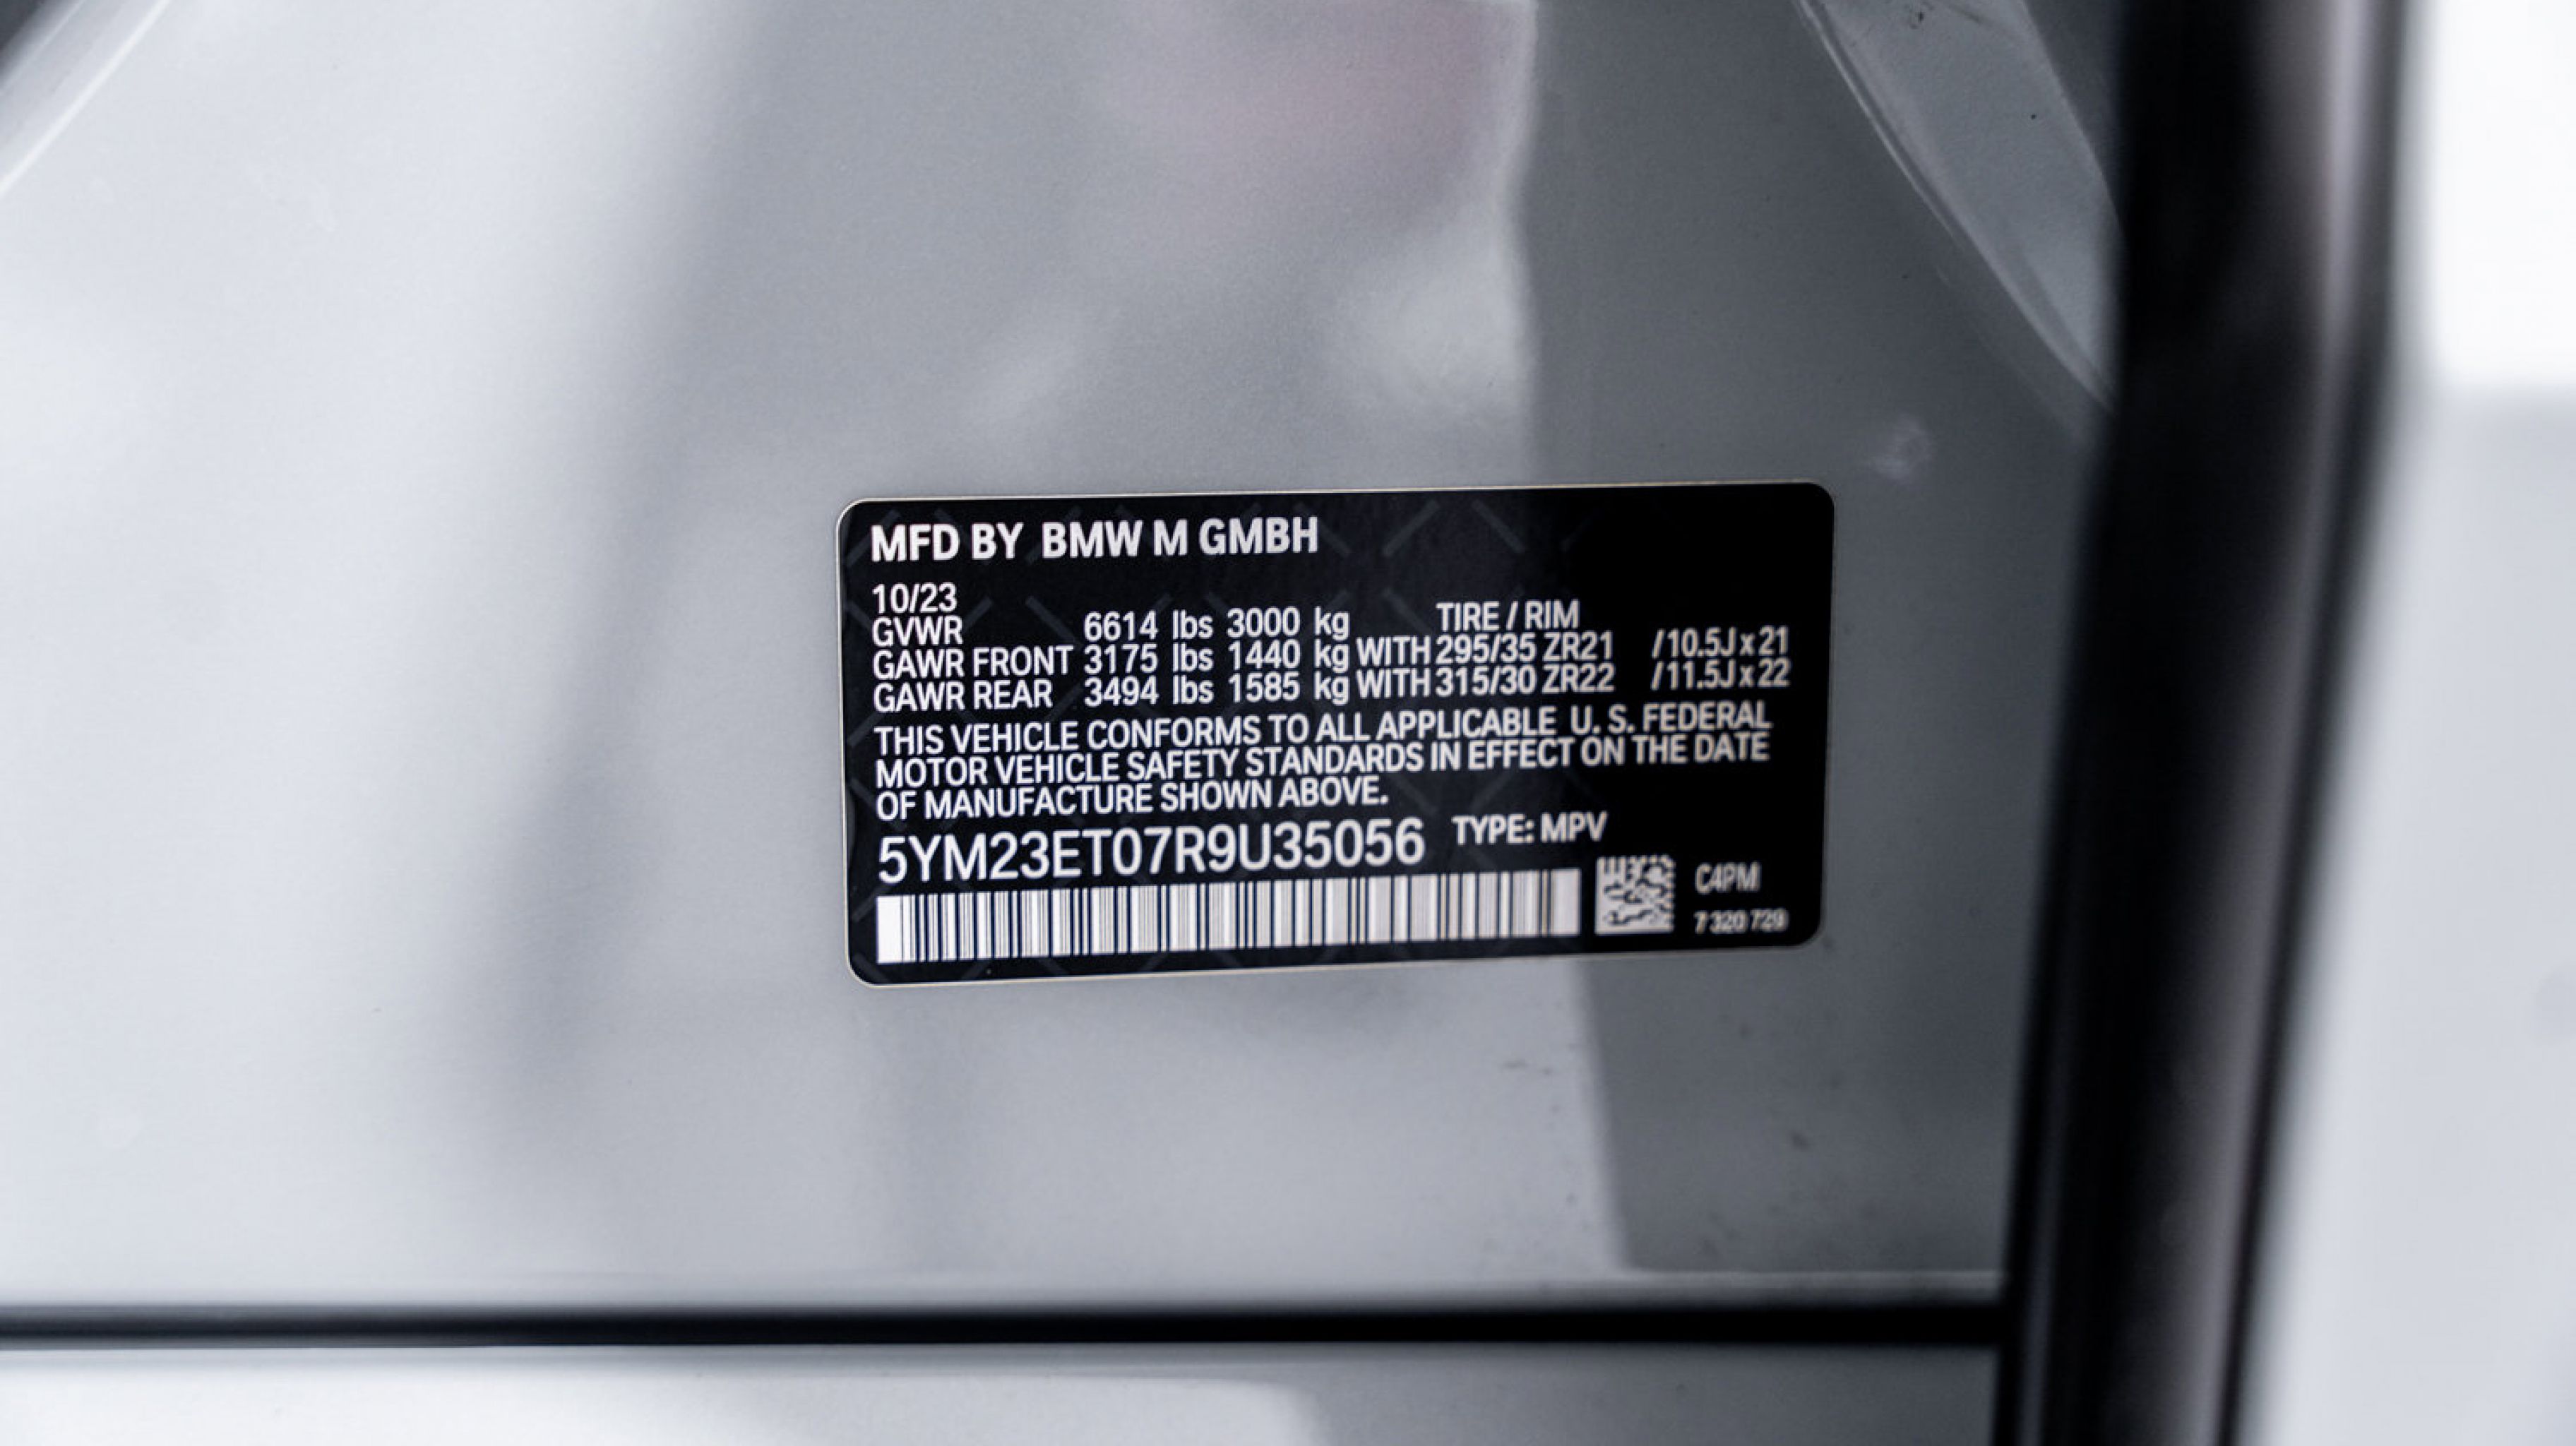 MFD BY BMW M GMBH
10/23
TIRE / RIM
GVWR 6614 lbs 3000 kg
GAWR FRONT 3175 lbs 1440 kg WITH 295/35 ZR21 /10.5J x 21
GAWR REAR 3494 lbs 1585 kg WITH 315/30 ZR22 /11.5J x 22
THIS VEHICLE CONFORMS TO ALL APPLICABLE U. S. FEDERAL
MOTOR VEHICLE SAFETY STANDARDS IN EFFECT ON THE DATE
OF MANUFACTURE SHOWN ABOVE.
5YM23ET07R9U35056 TYPE: MPV
C4PM
7 320 729